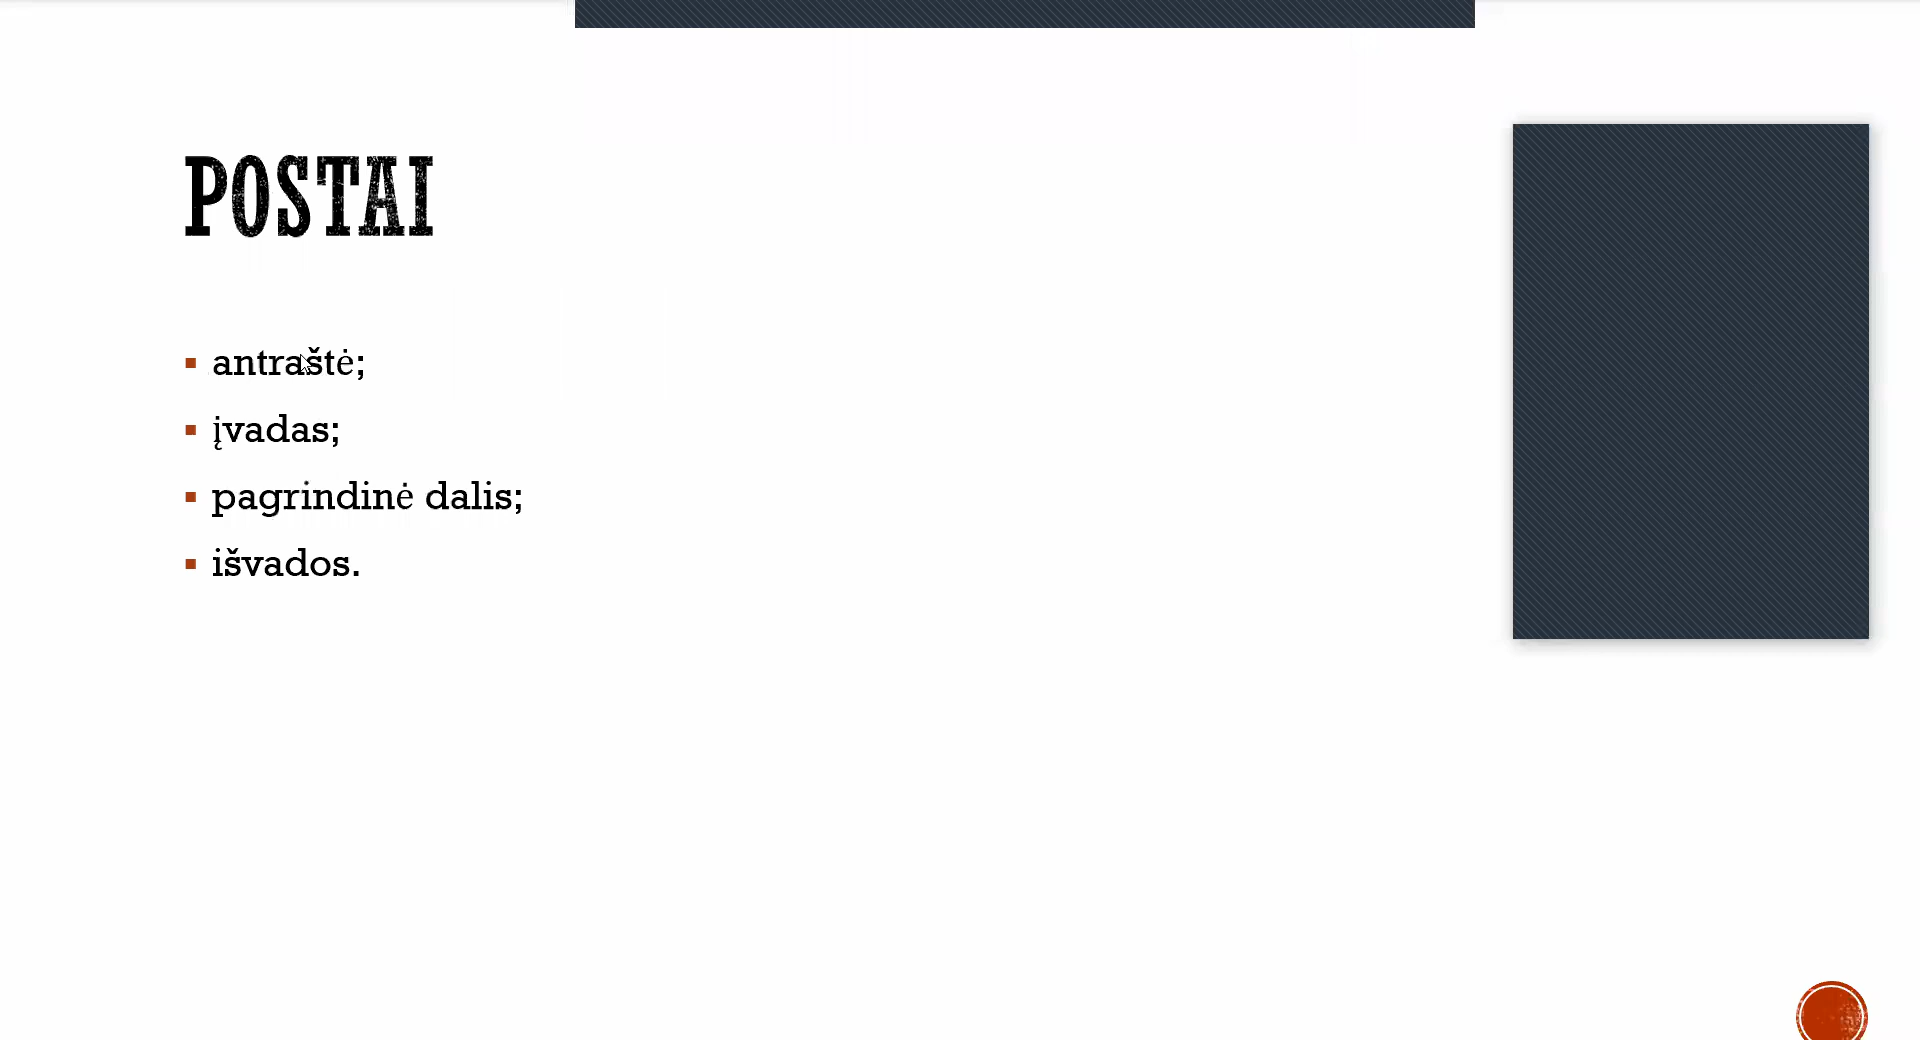 POSTAI
antraštė;
įvadas;
pagrindinė dalis;
išvados.